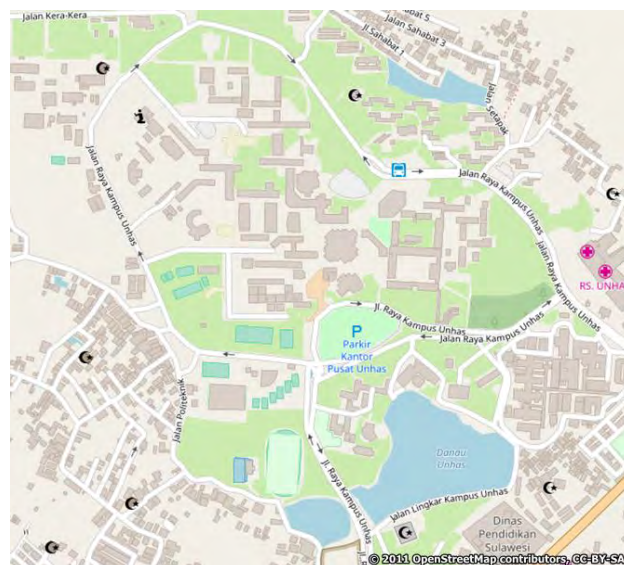 Jalan Kera-Kera
Jalan Sahabat 5
Jl Sahabat 1
Jalan Sahabat 3
Jalan Setapak
Jalan Raya Kampus Unhas
Jalan Raya Kampus Unhas
Jalan Raya Kampus Unhas
RS. UNHA
Jl. Raya Kampus Unhas
Jalan Raya Kampus Unhas
P
Parkir
Kantor
Pusat Unhas
Jalan Politeknik
Jl. Raya Kampus Unhas
Danau
Unhas
Jalan Lingkar Kampus Unhas
Dinas
Pendidikan
Sulawesi
© 2011 OpenStreetMap contributors, CC-BY-SA